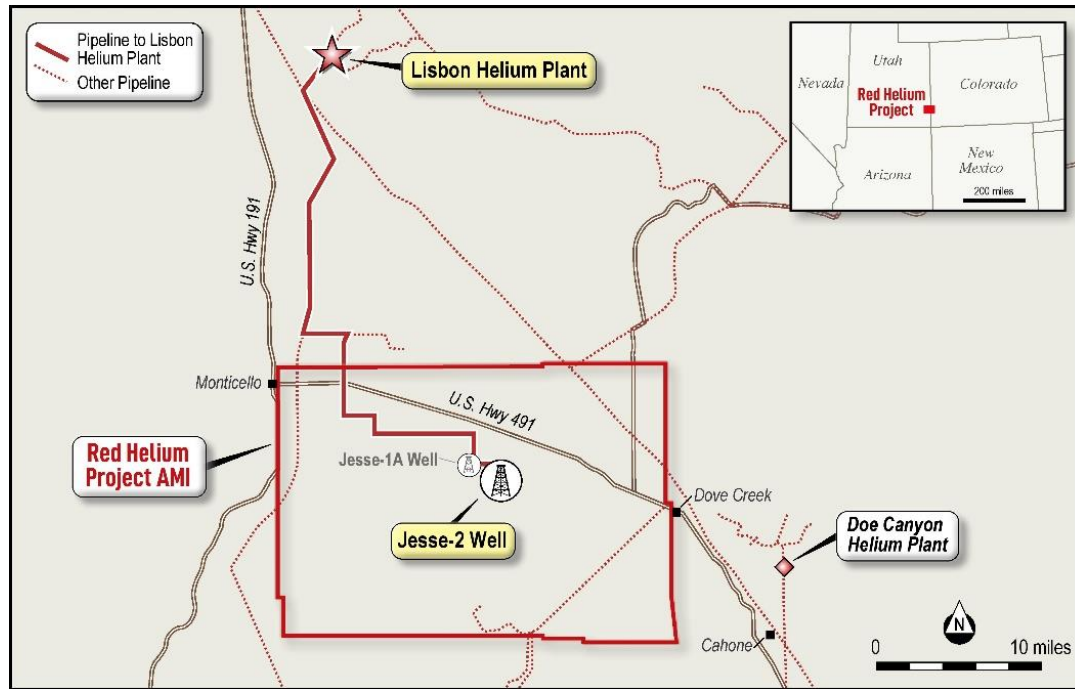 Pipeline to Lisbon
Helium Plant
Other Pipeline
Lisbon Helium Plant
Nevada
Utah
Colorado
Red Helium
Project
Arizona
New
Mexico
200 miles
U.S. Hwy 191
Monticello
U.S. Hwy 491
Red Helium
Project AMI
Jesse-1A Well
Jesse-2 Well
Dove Creek
Doe Canyon
Helium Plant
Cahone
N
0 10 miles